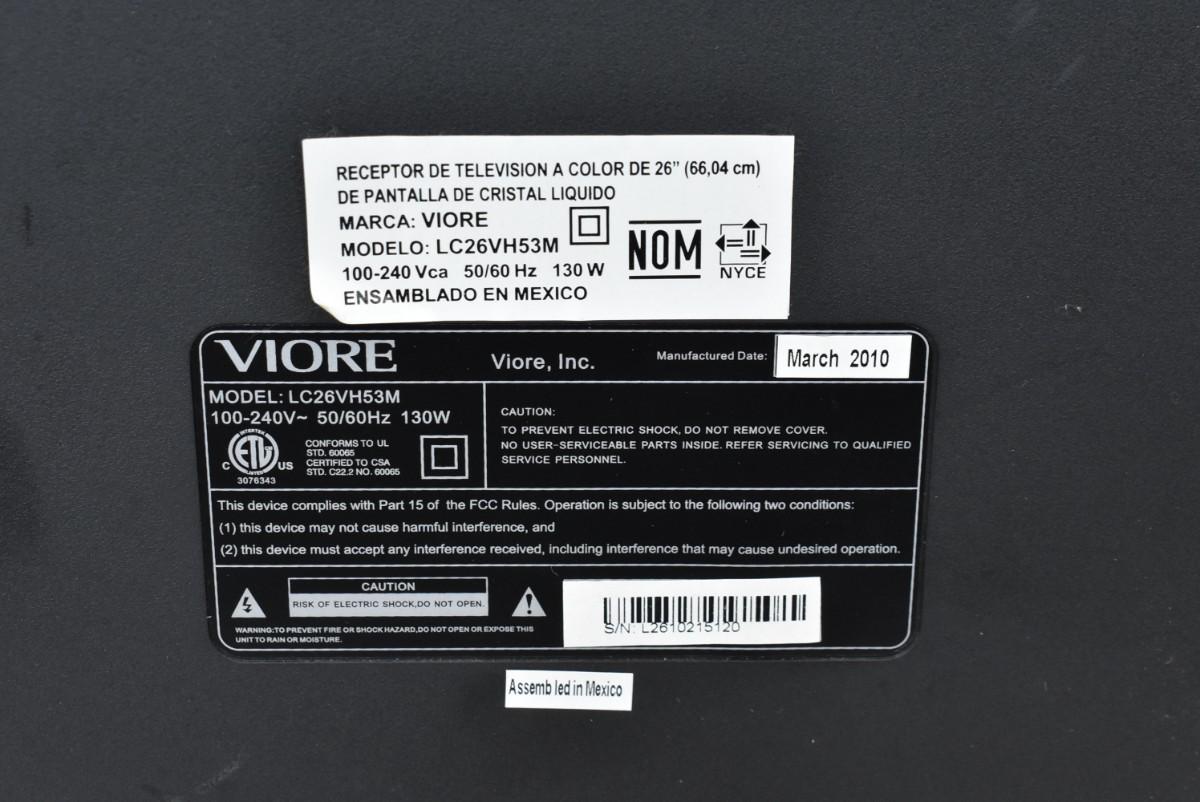 RECEPTOR DE TELEVISION A COLOR DE 26” (66,04 cm)
DE PANTALLA DE CRISTAL LIQUIDO
MARCA: VIORE
MODELO: LC26VH53M
100-240 Vca 50/60 Hz 130 W
ENSAMBLADO EN MEXICO
NOM
NYCE
VIORE
Viore, Inc.
Manufactured Date:
March 2010
MODEL: LC26VH53M
100-240V~ 50/60Hz 130W
INTERTEK
C ETL US
LISTED
3076343
CONFORMS TO UL
STD. 60065
CERTIFIED TO CSA
STD. C22.2 NO. 60065
CAUTION:
TO PREVENT ELECTRIC SHOCK, DO NOT REMOVE COVER.
NO USER-SERVICEABLE PARTS INSIDE. REFER SERVICING TO QUALIFIED
SERVICE PERSONNEL.
This device complies with Part 15 of the FCC Rules. Operation is subject to the following two conditions:
(1) this device may not cause harmful interference, and
(2) this device must accept any interference received, including interference that may cause undesired operation.
CAUTION
RISK OF ELECTRIC SHOCK,DO NOT OPEN.
WARNING:TO PREVENT FIRE OR SHOCK HAZARD,DO NOT OPEN OR EXPOSE THIS
UNIT TO RAIN OR MOISTURE.
S/N: L2610215120
Assembled in Mexico